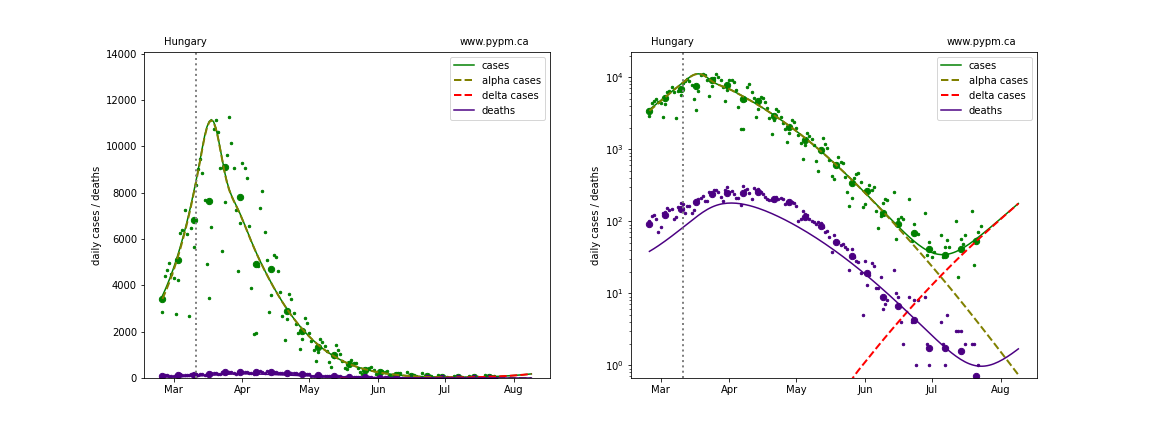 Hungary www.pypm.ca
14000
12000
10000
8000
6000
4000
2000
0
daily cases / deaths
cases
alpha cases
delta cases
deaths
Mar Apr May Jun Jul Aug
Hungary www.pypm.ca
10⁴
10³
10²
10¹
10⁰
daily cases / deaths
cases
alpha cases
delta cases
deaths
Mar Apr May Jun Jul Aug